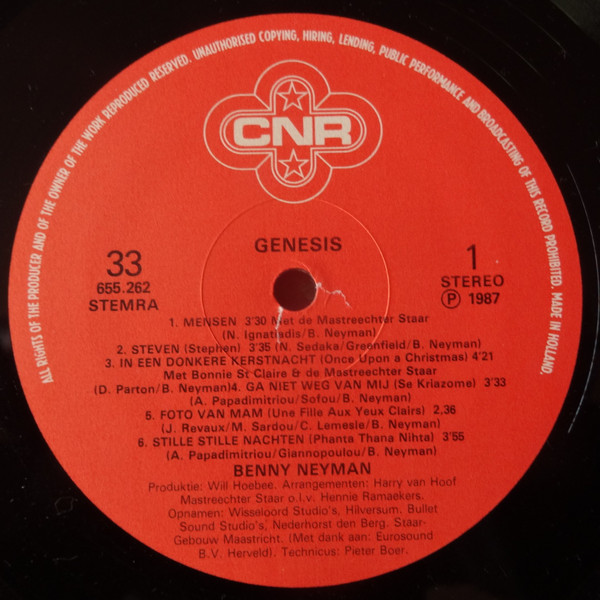 ALL RIGHTS OF THE PRODUCER AND OF THE OWNER OF THE WORK REPRODUCED RESERVED. UNAUTHORISED COPYING, HIRING, LENDING, PUBLIC PERFORMANCE AND BROADCASTING OF THIS RECORD PROHIBITED. MADE IN HOLLAND.
CNR
GENESIS
33
655.262
STEMRA
1
STEREO
Ⓟ 1987
1. MENSEN 3'30 Met de Mastreechter Staar
(N. Ignatiadis/B. Neyman)
2. STEVEN (Stephen) 3'35 (N. Sedaka/Greenfield/B. Neyman)
3. IN EEN DONKERE KERSTNACHT (Once Upon a Christmas) 4'21
Met Bonnie St Claire & de Mastreechter Staar
(D. Parton/B. Neyman)4. GA NIET WEG VAN MIJ (Se Kriazome) 3'33
(A. Papadimitriou/Sofou/B. Neyman)
5. FOTO VAN MAM (Une Fille Aux Yeux Clairs) 2,36
(J. Revaux/M. Sardou/C. Lemesle/B. Neyman)
6. STILLE STILLE NACHTEN (Phanta Thana Nihta) 3'55
(A. Papadimitriou/Giannopoulou/B. Neyman)
BENNY NEYMAN
Produktie: Will Hoebee. Arrangementen: Harry van Hoof
Mastreechter Staar o.l.v. Hennie Ramaekers.
Opnamen: Wisseloord Studio's, Hilversum. Bullet
Sound Studio's, Nederhorst den Berg. Staar-
Gebouw Maastricht. (Met dank aan: Eurosound
B.V. Herveld). Technicus: Pieter Boer.